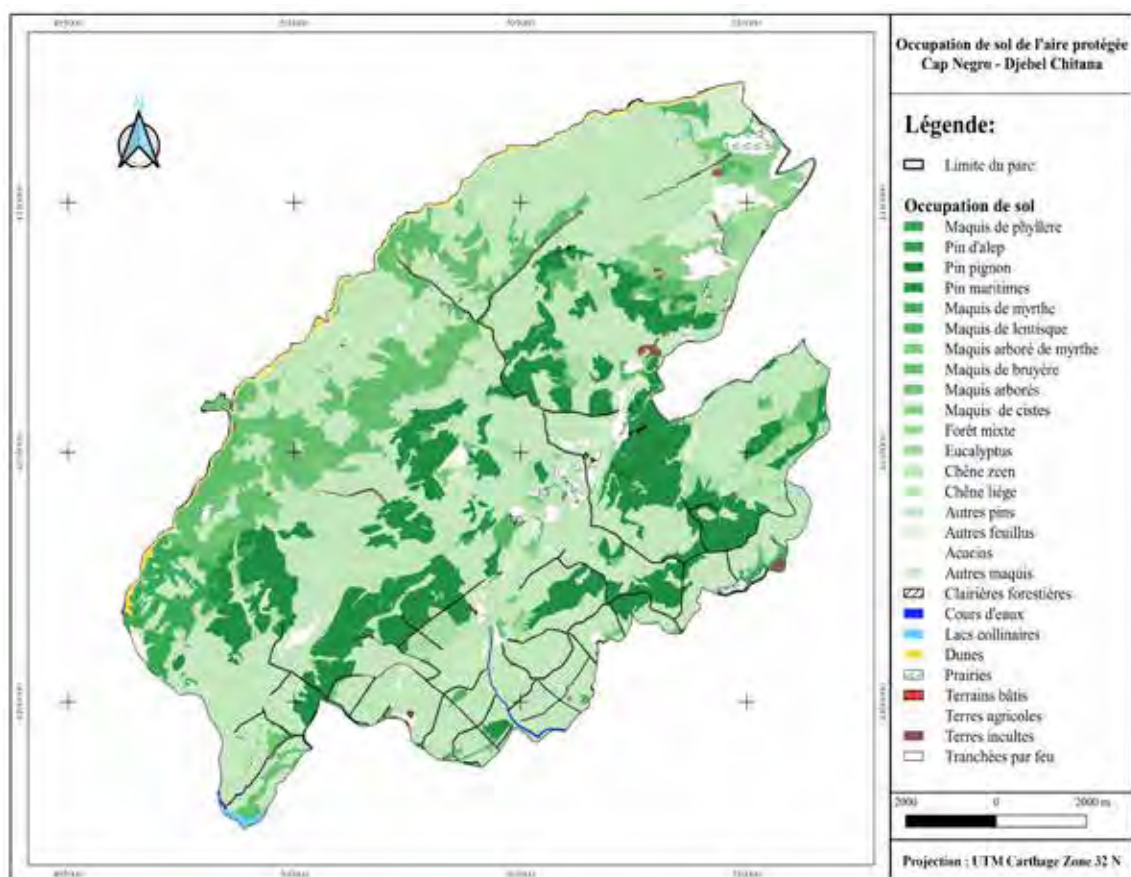 Occupation de sol de l'aire protégée
Cap Negro - Djebel Chitana
Légende:
Limite du parc
Occupation de sol
Maquis de phyllere
Pin d'alep
Pin pignon
Pin maritimes
Maquis de myrthe
Maquis de lentisque
Maquis arboré de myrthe
Maquis de bruyère
Maquis arborés
Maquis de cistes
Forêt mixte
Eucalyptus
Chêne zeen
Chêne liége
Autres pins
Autres feuillus
Acacias
Autres maquis
Clairières forestières
Cours d'eaux
Lacs collinaires
Dunes
Prairies
Terrains bâtis
Terres agricoles
Terres incultes
Tranchées par feu
2000 0 2000 m
Projection : UTM Carthage Zone 32 N